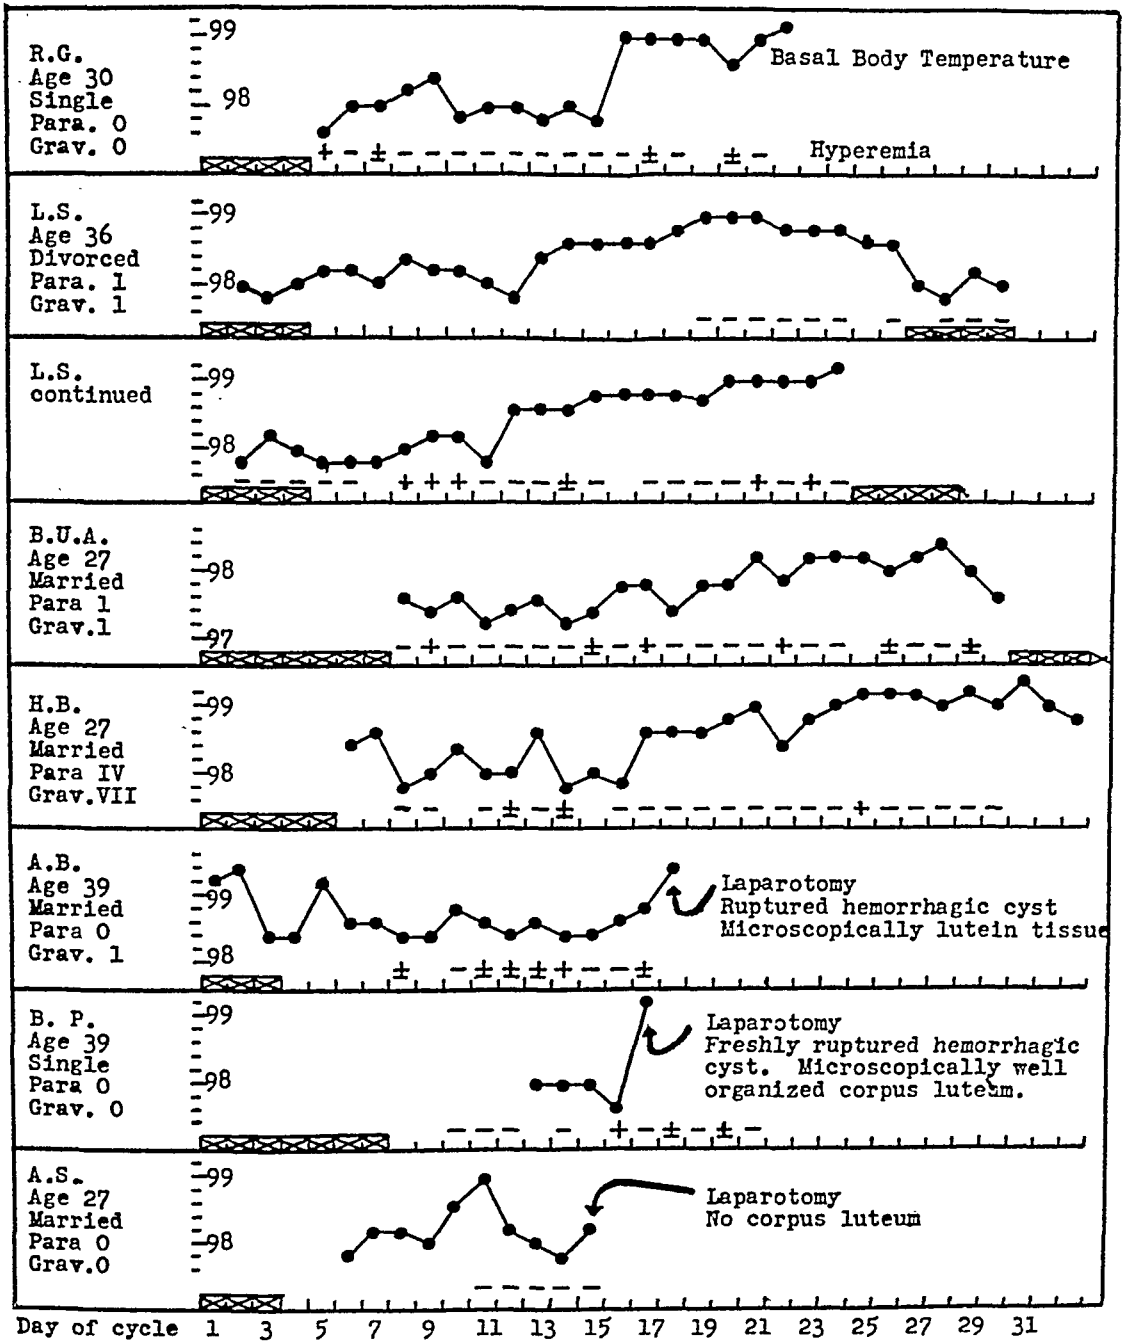 99
R.G.
Basal Body Temperature
Age 30
Single
98
Para. 0
Grav. 0
+ - ± - - - - - - - - - ± - ± -
Hyperemia
L.S.
99
Age 36
Divorced
Para. 1
98
Grav. 1
- - - - - - - - - -
L.S.
99
continued
98
- - - - - + + + - - - ± - - - - - + - + -
B.U.A.
Age 27
98
Married
Para 1
Grav.1
97
- + - - - - - ± - + - - - - + - - ± - - ±
H.B.
99
Age 27
Married
Para IV
98
Grav.VII
- - - ± - ± - - - - - - - - - + - - - - -
A.B.
Age 39
99
Married
Para 0
Grav. 1
98
Laparotomy
Ruptured hemorrhagic cyst
Microscopically lutein tissue
± - ± ± ± + - - ±
B. P.
99
Age 39
Single
Para 0
98
Grav. 0
Laparotomy
Freshly ruptured hemorrhagic
cyst. Microscopically well
organized corpus luteum.
- - - - + - ± - ± -
A.S.
99
Age 27
Married
Para 0
98
Grav.0
Laparotomy
No corpus luteum
- - - - -
Day of cycle 1 3 5 7 9 11 13 15 17 19 21 23 25 27 29 31